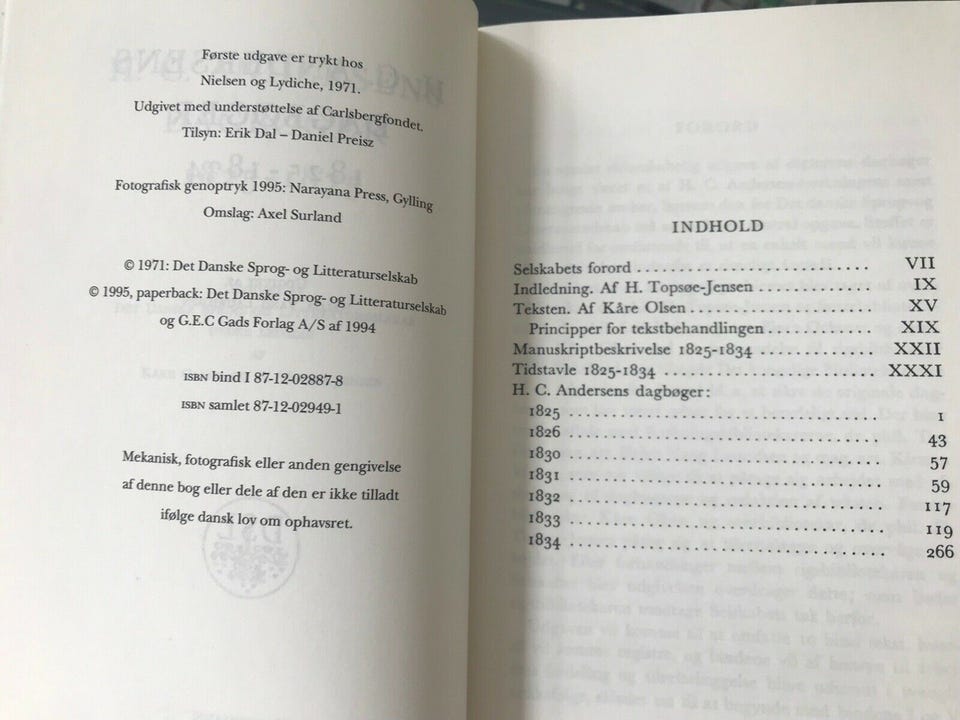 Første udgave er trykt hos
Nielsen og Lydiche, 1971.
Udgivet med understøttelse af Carlsbergfondet.
Tilsyn: Erik Dal – Daniel Preisz
Fotografisk genoptryk 1995: Narayana Press, Gylling
Omslag: Axel Surland
© 1971: Det Danske Sprog- og Litteraturselskab
© 1995, paperback: Det Danske Sprog- og Litteraturselskab
og G.E.C Gads Forlag A/S af 1994
ISBN bind I 87-12-02887-8
ISBN samlet 87-12-02949-1
Mekanisk, fotografisk eller anden gengivelse
af denne bog eller dele af den er ikke tilladt
ifølge dansk lov om ophavsret.
INDHOLD
Selskabets forord ........................ VII
Indledning. Af H. Topsøe-Jensen ............ IX
Teksten. Af Kåre Olsen ................... XV
Principper for tekstbehandlingen ........... XIX
Manuskriptbeskrivelse 1825-1834 ............ XXII
Tidstavle 1825-1834 ...................... XXXI
H. C. Andersens dagbøger:
1825 ................................ 1
1826 ................................ 43
1830 ................................ 57
1831 ................................ 59
1832 ................................ 117
1833 ................................ 119
1834 ................................ 266